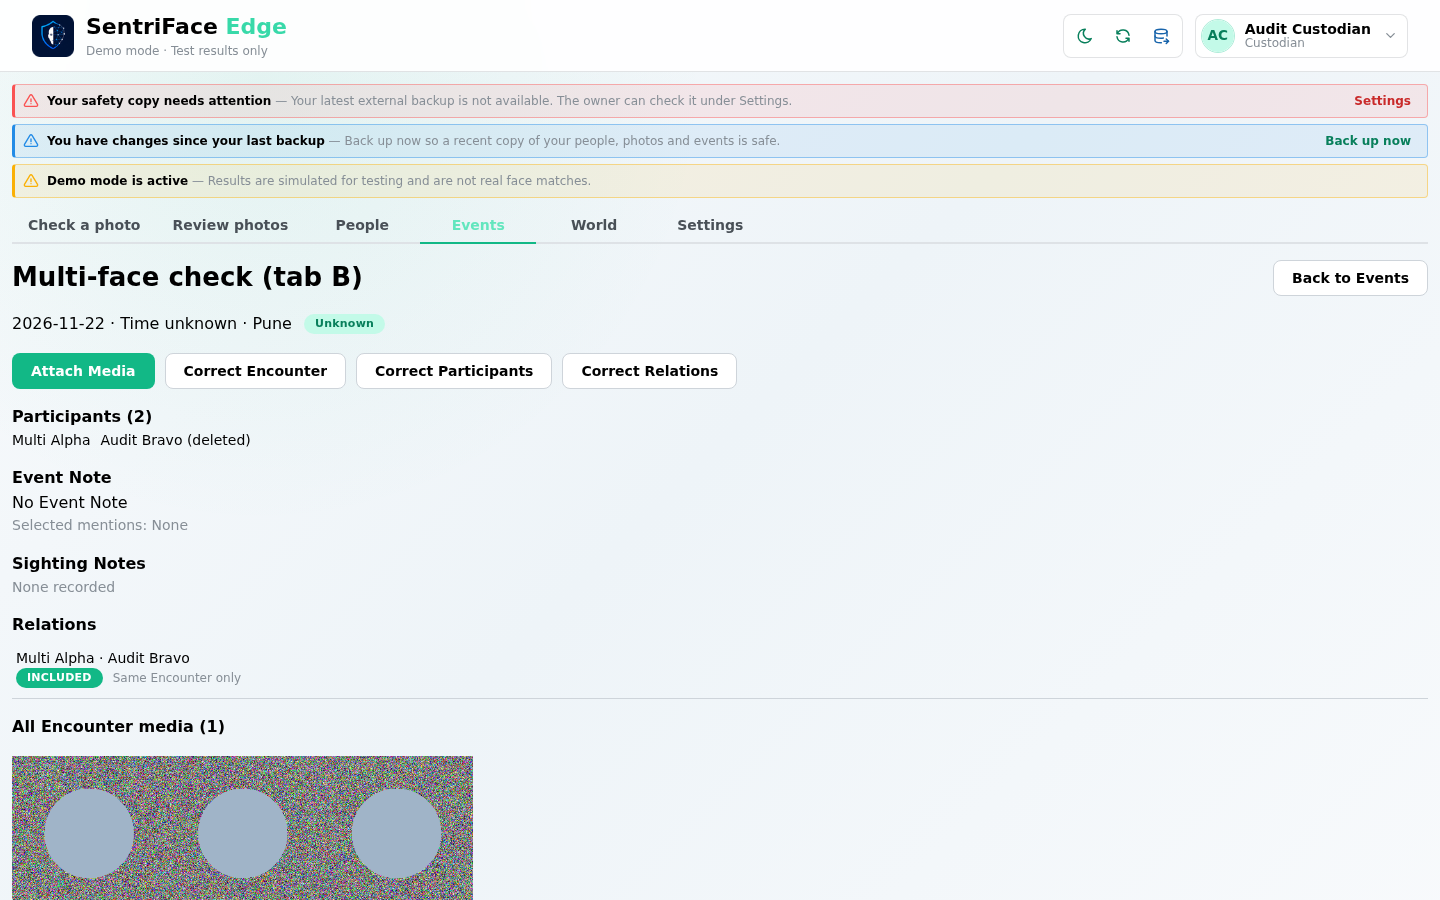 SentriFace Edge
Demo mode · Test results only
AC
Audit Custodian
Custodian
Your safety copy needs attention — Your latest external backup is not available. The owner can check it under Settings.
Settings
You have changes since your last backup — Back up now so a recent copy of your people, photos and events is safe.
Back up now
Demo mode is active — Results are simulated for testing and are not real face matches.
Check a photo
Review photos
People
Events
World
Settings
Multi-face check (tab B)
Back to Events
2026-11-22 · Time unknown · Pune
Unknown
Attach Media
Correct Encounter
Correct Participants
Correct Relations
Participants (2)
Multi Alpha Audit Bravo (deleted)
Event Note
No Event Note
Selected mentions: None
Sighting Notes
None recorded
Relations
Multi Alpha · Audit Bravo
INCLUDED Same Encounter only
All Encounter media (1)